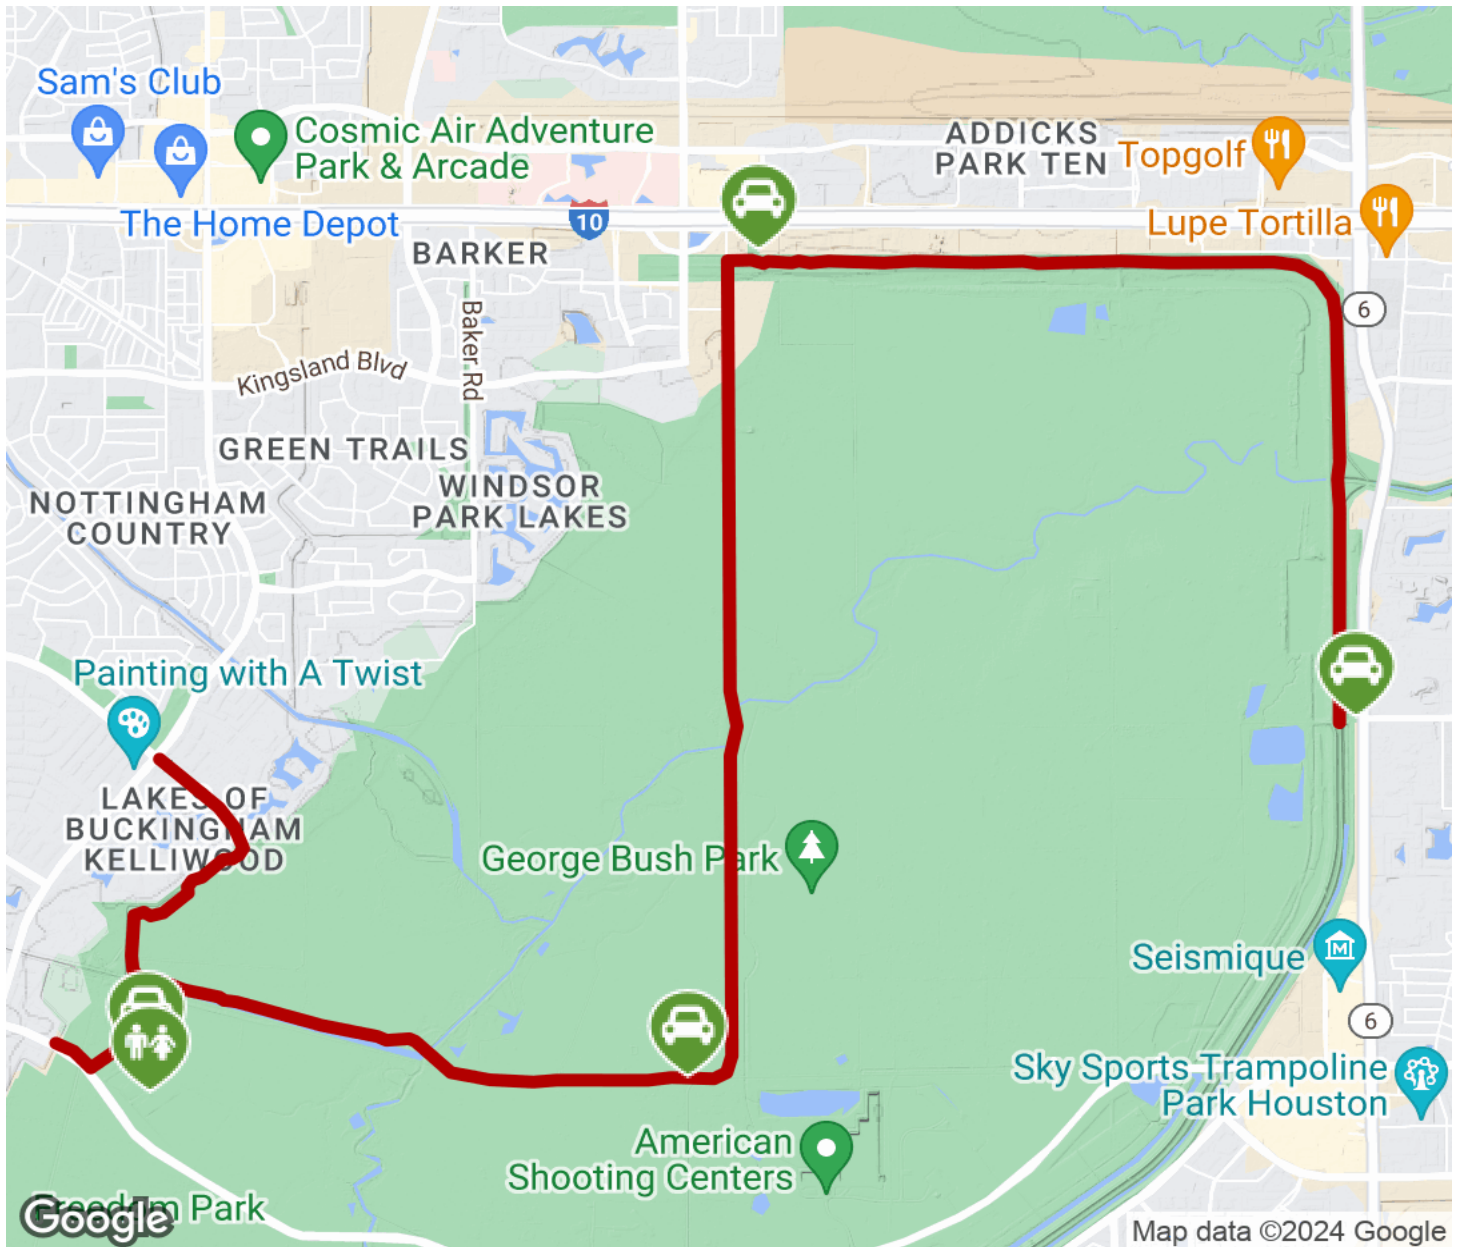 Sam's Club
Cosmic Air Adventure
Park & Arcade
The Home Depot
10
BARKER
ADDICKS
PARK TEN
Topgolf
Lupe Tortilla
6
Baker Rd
Kingsland Blvd
GREEN TRAILS
WINDSOR
PARK LAKES
NOTTINGHAM
COUNTRY
Painting with A Twist
LAKES OF
BUCKINGHAM
KELLIWOOD
George Bush Park
Seismique
M
6
Sky Sports Trampoline
Park Houston
American
Shooting Centers
Freedom Park
Google
Map data ©2024 Google